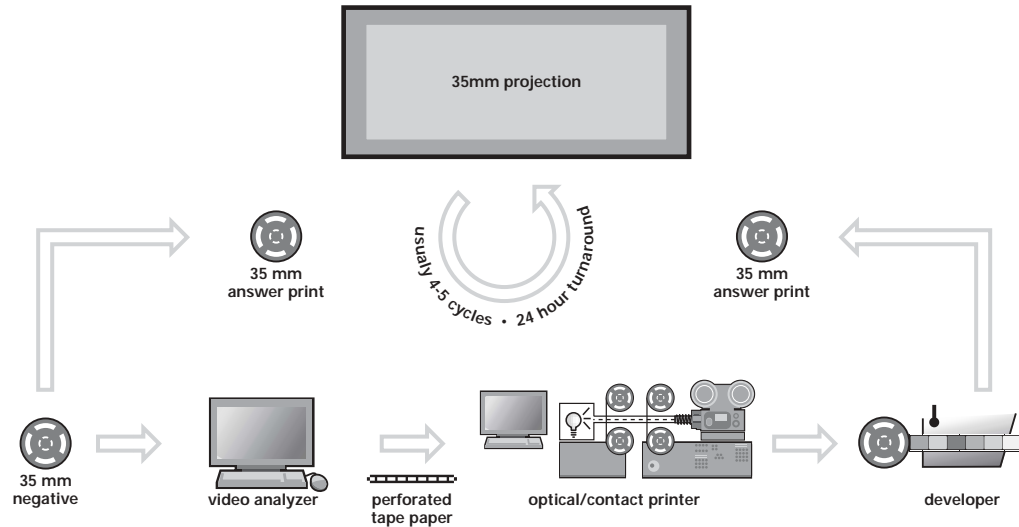 35mm projection
usualy 4-5 cycles • 24 hour turnaround
35 mm
answer print
35 mm
answer print
35 mm
negative
video analyzer
perforated
tape paper
optical/contact printer
developer